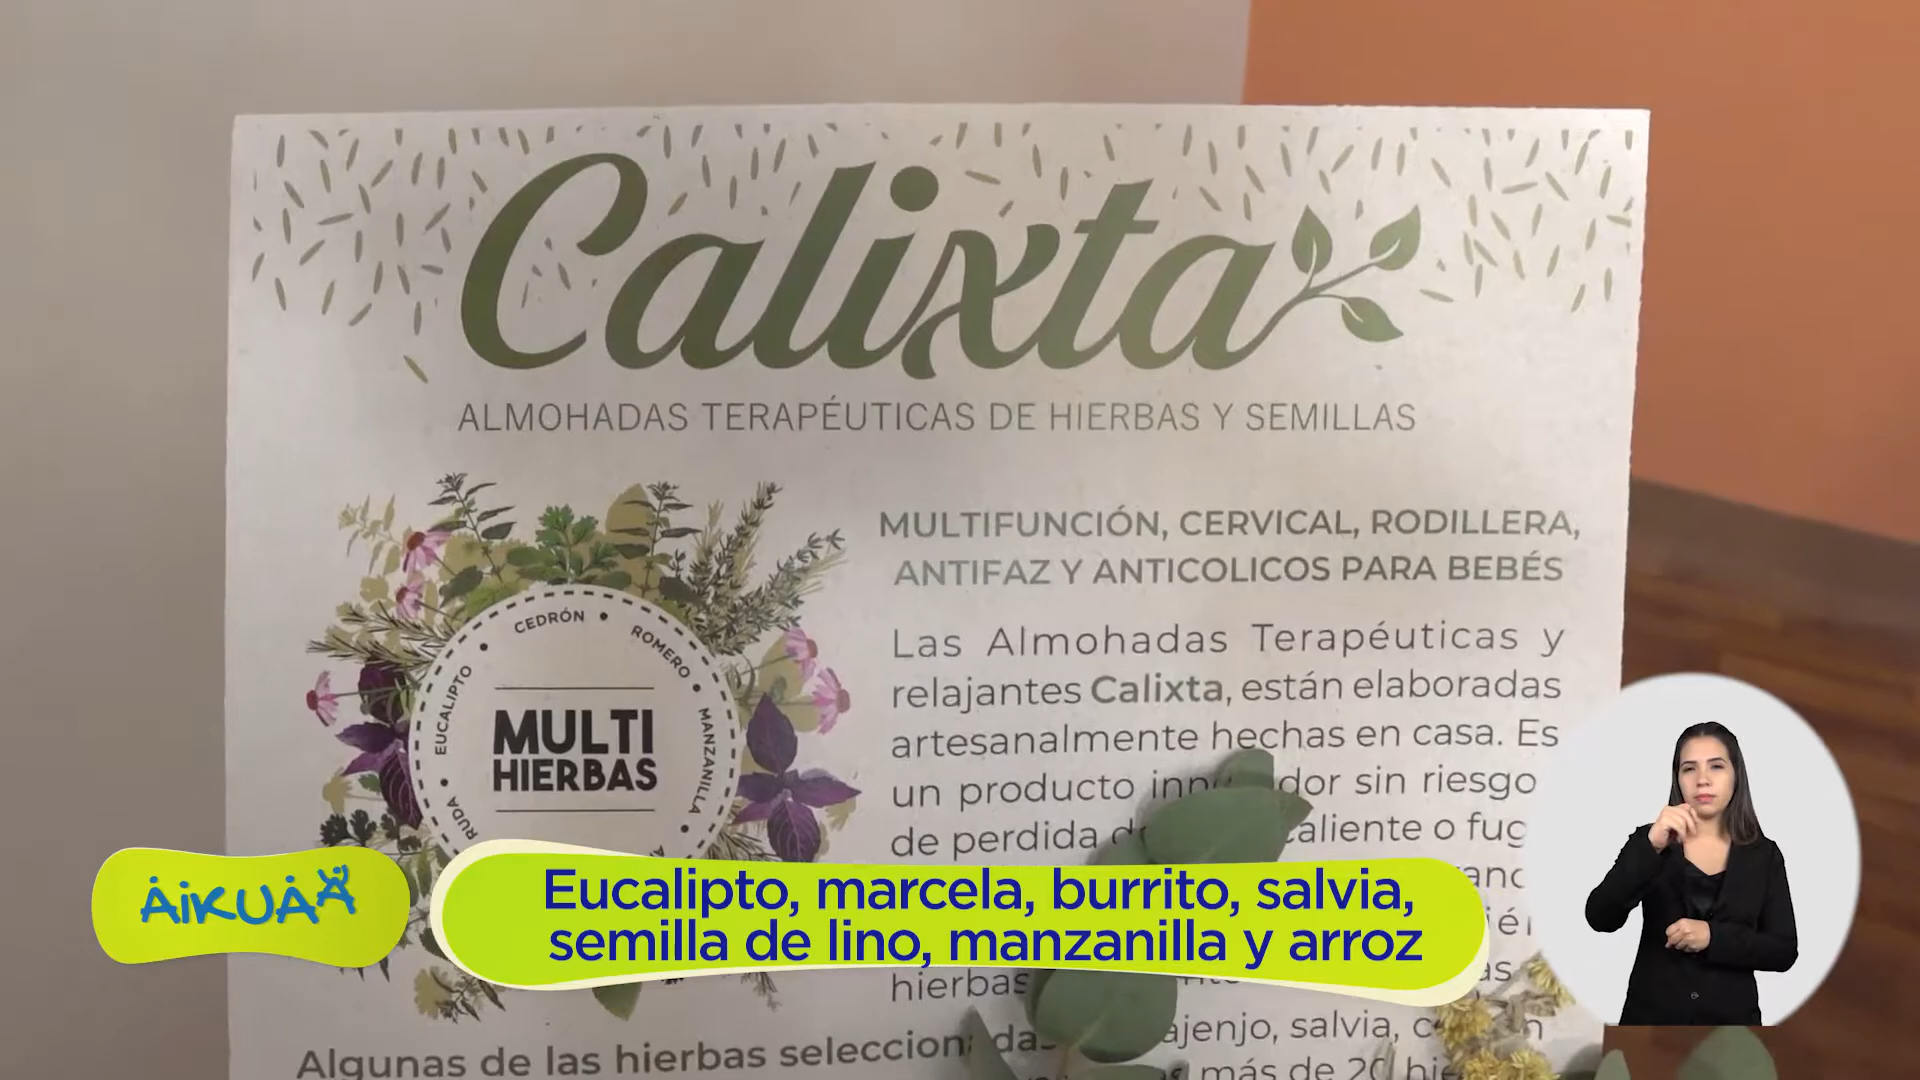 Calixta
ALMOHADAS TERAPÉUTICAS DE HIERBAS Y SEMILLAS
MULTIFUNCIÓN, CERVICAL, RODILLERA,
ANTIFAZ Y ANTICOLICOS PARA BEBÉS
Las Almohadas Terapéuticas y
relajantes Calixta, están elaboradas
artesanalmente hechas en casa. Es
un producto sin riesgo
de perdida caliente o
hierbas
RUDA • EUCALIPTO • CEDRÓN • ROMERO • MANZANILLA •
MULTI
HIERBAS
Algunas de las hierbas
salvia,
más de 20
AIKUAA
Eucalipto, marcela, burrito, salvia,
semilla de lino, manzanilla y arroz